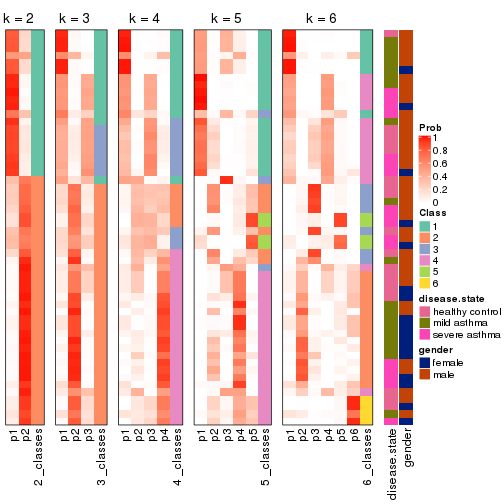 k = 2 k = 3 k = 4 k = 5 k = 6
Prob
1
0.8
0.6
0.4
0.2
0
Class
1
2
3
4
5
6
disease.state
healthy control
mild asthma
severe asthma
gender
female
male
p1 p2 2_classes p1 p2 p3 3_classes p1 p2 p3 p4 4_classes p1 p2 p3 p4 p5 5_classes p1 p2 p3 p4 p5 p6 6_classes disease.state gender